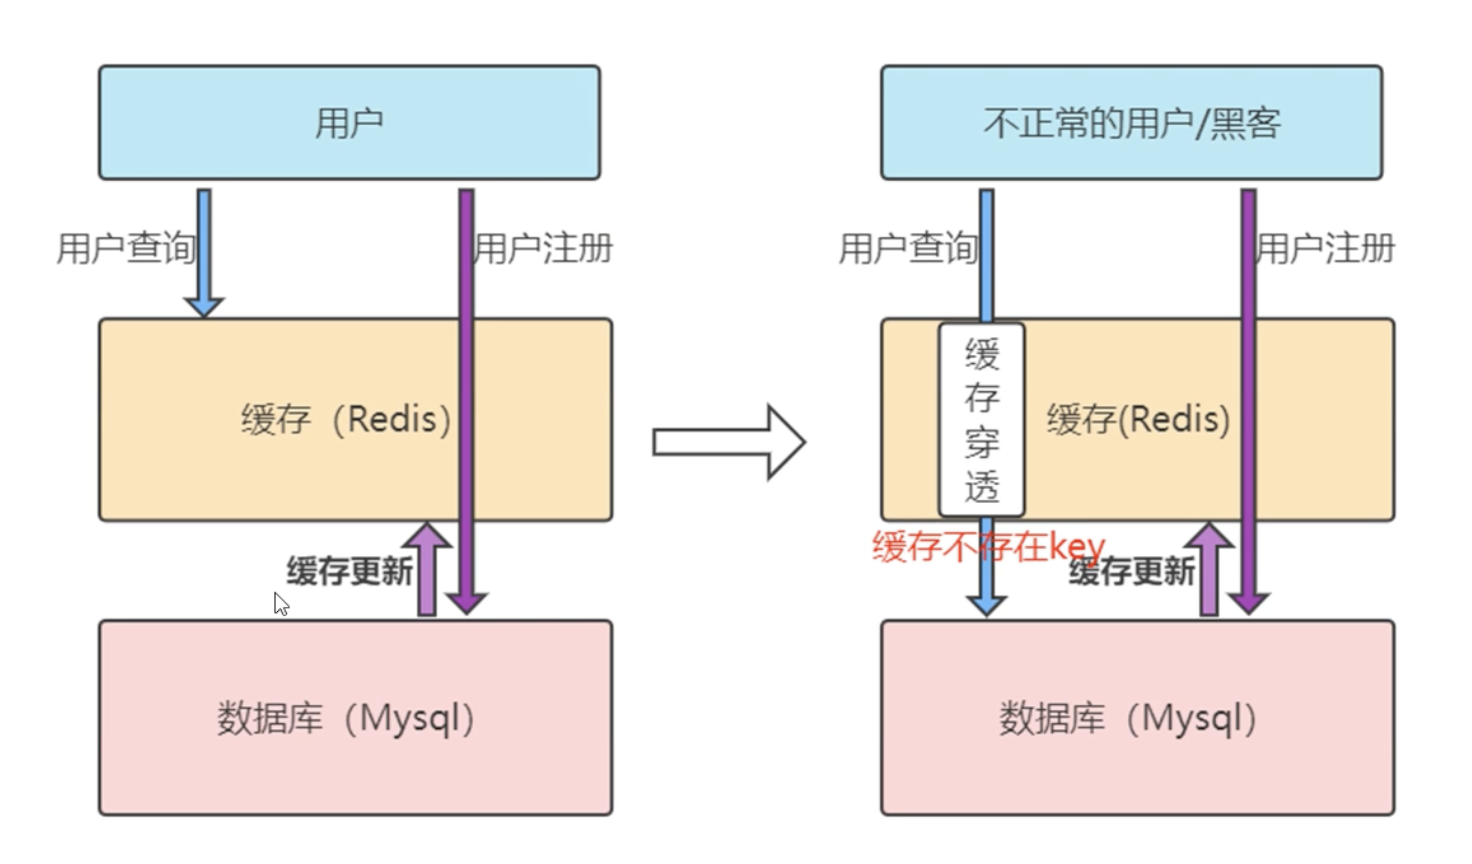 用户
用户查询
用户注册
缓存（Redis）
缓存更新
数据库（Mysql）
不正常的用户/黑客
用户查询
用户注册
缓存穿透
缓存(Redis)
缓存不存在key
缓存更新
数据库（Mysql）